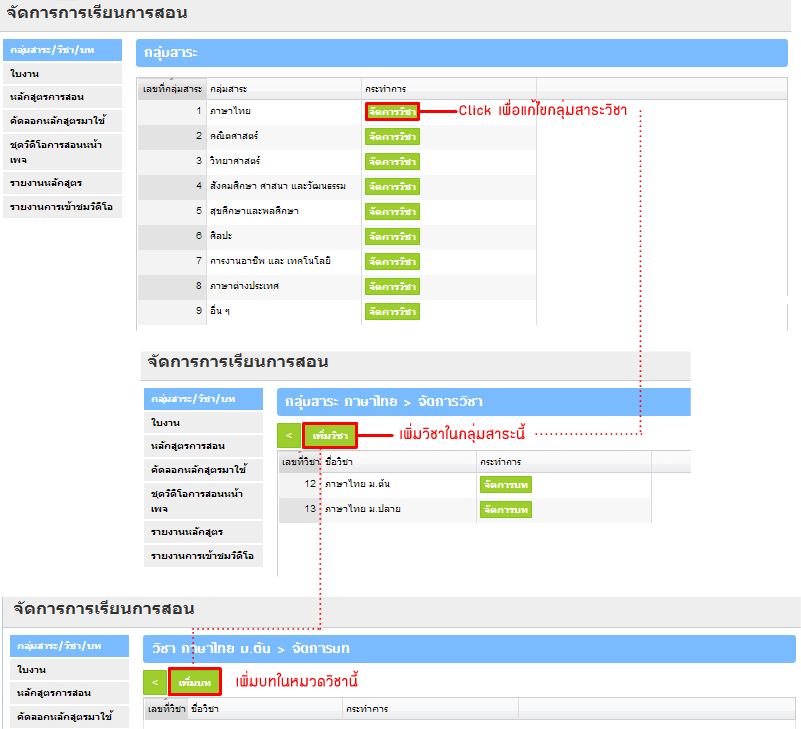 จัดการการเรียนการสอน
กลุ่มสาระ/วิชา/บท
ใบงาน
หลักสูตรการสอน
คัดลอกหลักสูตรมาใช้
ชุดวีดีโอการสอนหน้า
เพจ
รายงานหลักสูตร
รายงานการเข้าชมวีดีโอ
กลุ่มสาระ
เลขที่กลุ่มสาระ กลุ่มสาระ กระทำการ
1 ภาษาไทย จัดการวิชา Click เพื่อแก้ไขกลุ่มสาระวิชา
2 คณิตศาสตร์ จัดการวิชา
3 วิทยาศาสตร์ จัดการวิชา
4 สังคมศึกษา ศาสนา และวัฒนธรรม จัดการวิชา
5 สุขศึกษาและพลศึกษา จัดการวิชา
6 ศิลปะ จัดการวิชา
7 การงานอาชีพ และ เทคโนโลยี จัดการวิชา
8 ภาษาต่างประเทศ จัดการวิชา
9 อื่น ๆ จัดการวิชา
จัดการการเรียนการสอน
กลุ่มสาระ/วิชา/บท
ใบงาน
หลักสูตรการสอน
คัดลอกหลักสูตรมาใช้
ชุดวีดีโอการสอนหน้า
เพจ
รายงานหลักสูตร
รายงานการเข้าชมวีดีโอ
กลุ่มสาระ ภาษาไทย > จัดการวิชา
< เพิ่มวิชา เพิ่มวิชาในกลุ่มสาระนี้
เลขที่วิชา ชื่อวิชา กระทำการ
12 ภาษาไทย ม.ต้น จัดการบท
13 ภาษาไทย ม.ปลาย จัดการบท
จัดการการเรียนการสอน
กลุ่มสาระ/วิชา/บท
ใบงาน
หลักสูตรการสอน
คัดลอกหลักสูตรมาใช้
วิชา ภาษาไทย ม.ต้น > จัดการบท
< เพิ่มบท เพิ่มบทในหมวดวิชานี้
เลขที่วิชา ชื่อวิชา กระทำการ